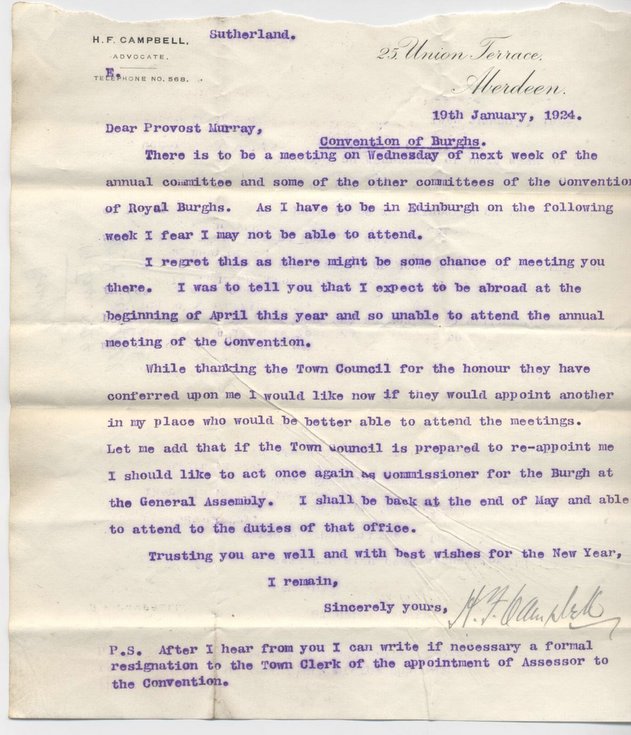 Sutherland.
H. F. CAMPBELL,
ADVOCATE.
E.
TELEPHONE NO. 568.
25, Union Terrace,
Aberdeen.
19th January, 1924.
Dear Provost Murray,
Convention of Burghs.
There is to be a meeting on Wednesday of next week of the
annual committee and some of the other committees of the Convention
of Royal Burghs. As I have to be in Edinburgh on the following
week I fear I may not be able to attend.
I regret this as there might be some chance of meeting you
there. I was to tell you that I expect to be abroad at the
beginning of April this year and so unable to attend the annual
meeting of the Convention.
While thanking the Town Council for the honour they have
conferred upon me I would like now if they would appoint another
in my place who would be better able to attend the meetings.
Let me add that if the Town Council is prepared to re-appoint me
I should like to act once again as Commissioner for the Burgh at
the General Assembly. I shall be back at the end of May and able
to attend to the duties of that office.
Trusting you are well and with best wishes for the New Year,
I remain,
Sincerely yours,
H. F. Campbell
P.S. After I hear from you I can write if necessary a formal
resignation to the Town Clerk of the appointment of Assessor to
the Convention.